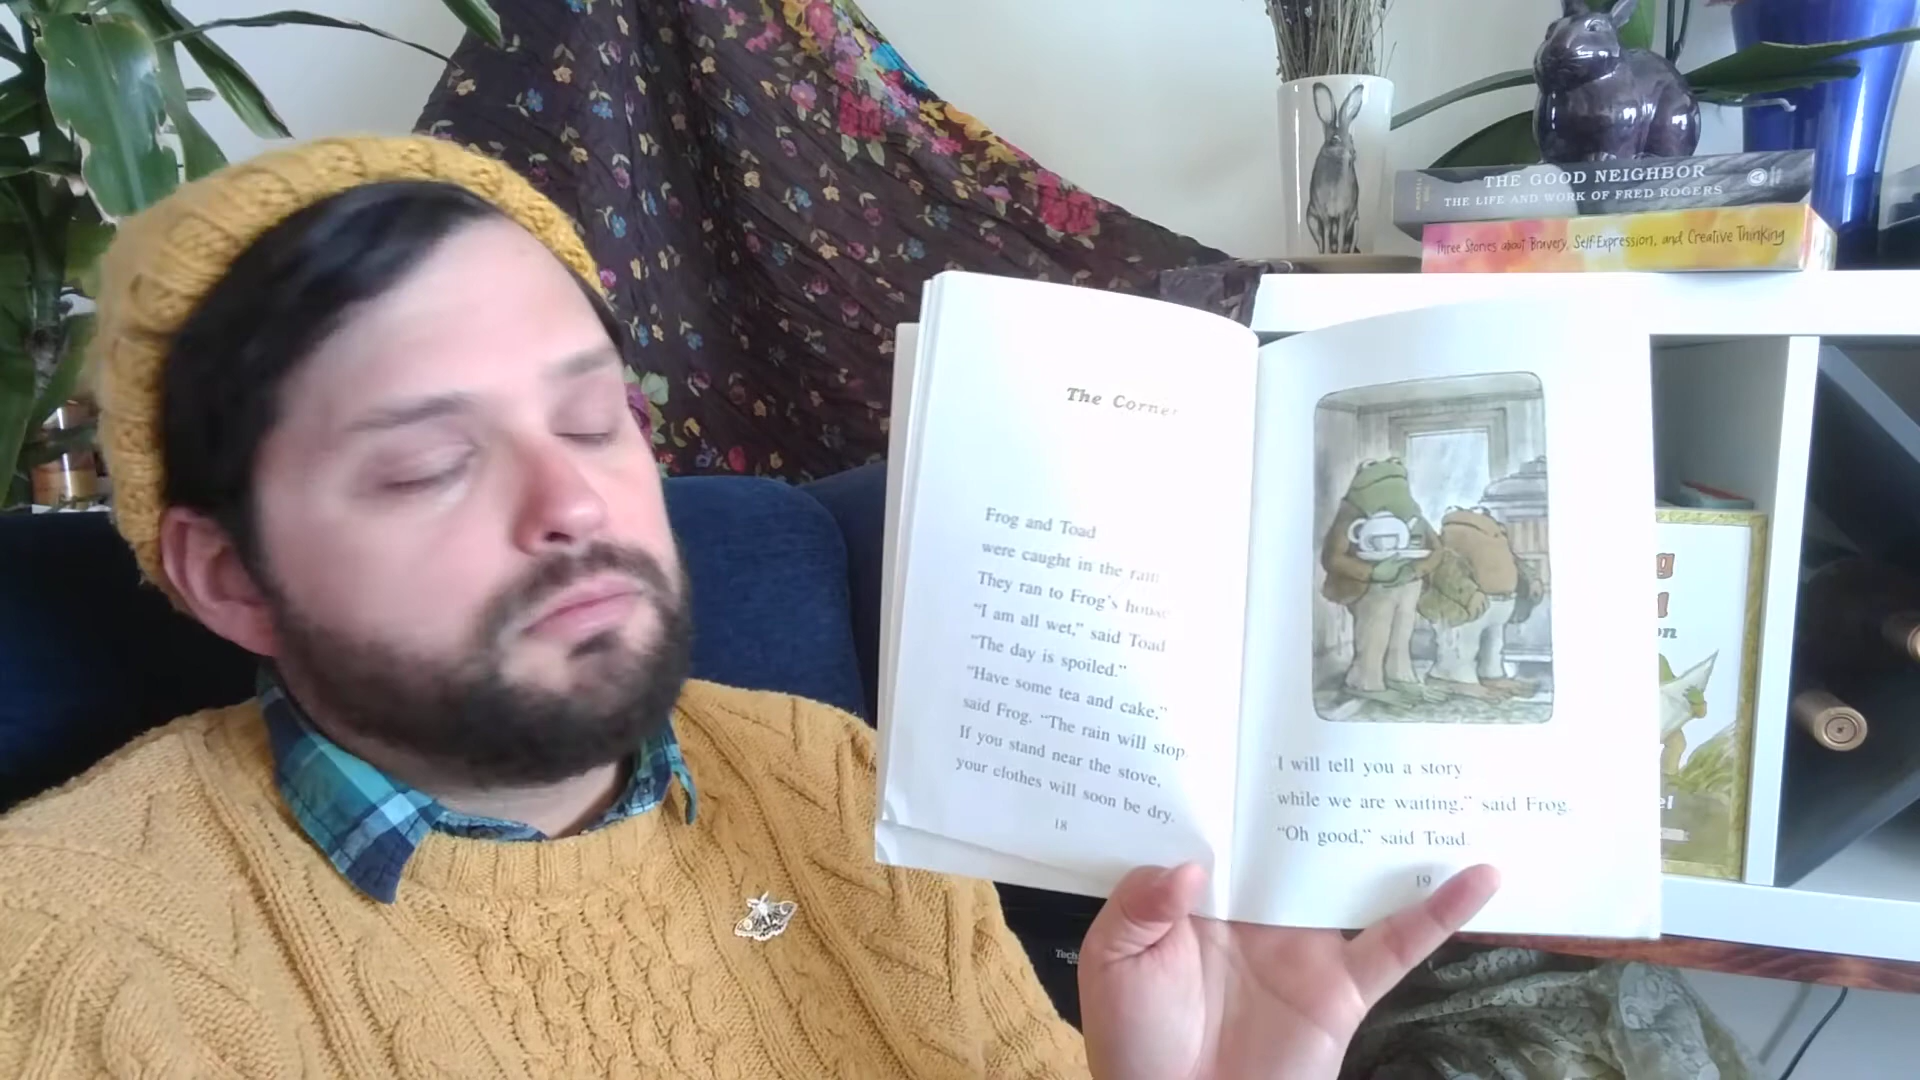 THE GOOD NEIGHBOR
THE LIFE AND WORK OF FRED ROGERS
Three Stories about Bravery, Self-Expression, and Creative Thinking
The Corner
Frog and Toad
were caught in the rain
They ran to Frog's house
"I am all wet," said Toad
"The day is spoiled."
"Have some tea and cake,"
said Frog. "The rain will stop.
If you stand near the stove,
your clothes will soon be dry.
18
I will tell you a story
while we are waiting," said Frog.
"Oh good," said Toad.
19